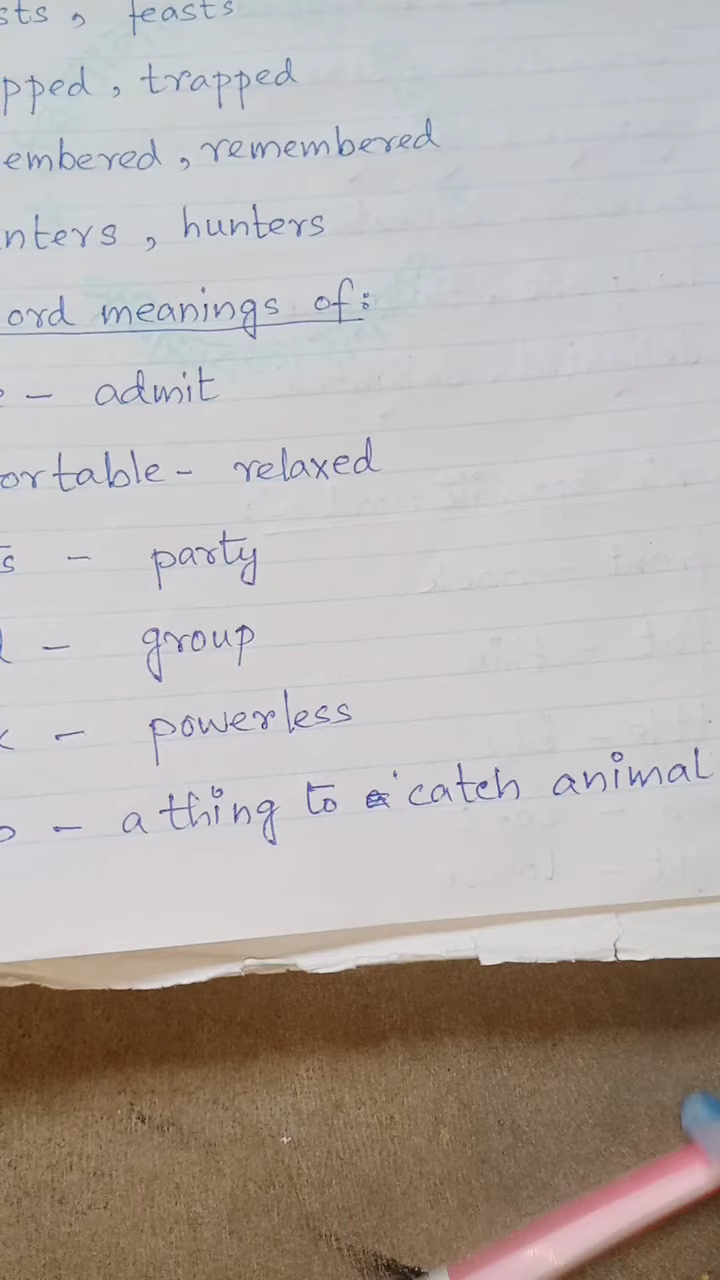 sts, feasts
pped, trapped
embered, remembered
nters, hunters
ord meanings of:
e - admit
ortable - relaxed
ts - party
d - group
k - powerless
p - a thing to catch animal